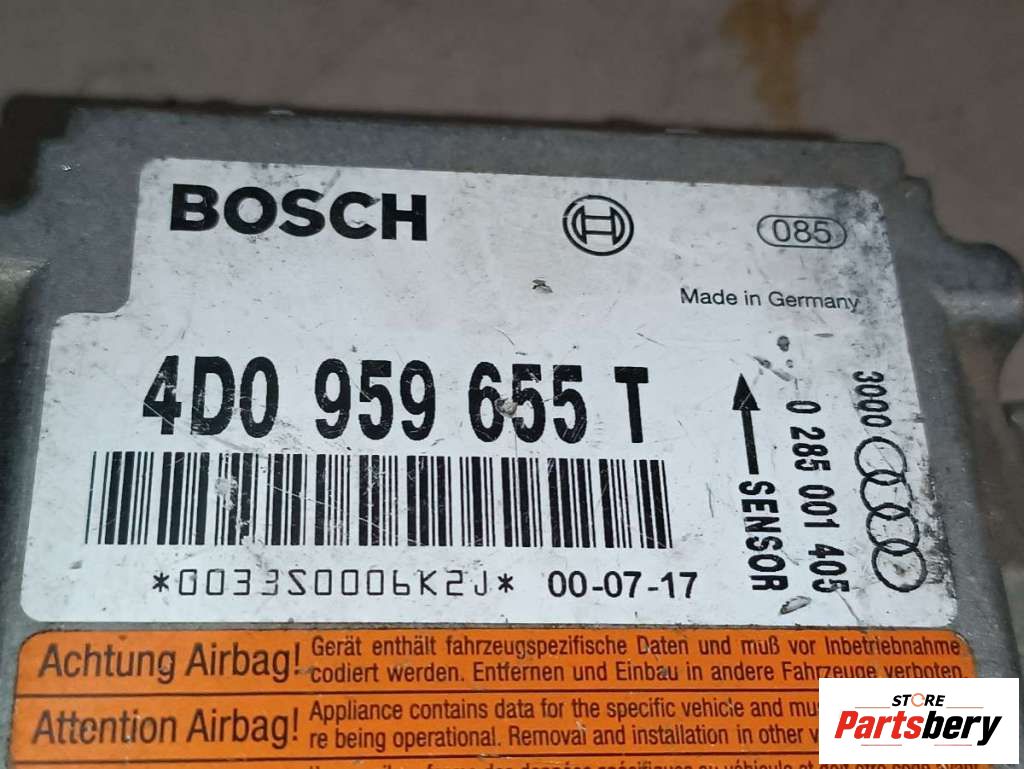 BOSCH
085
Made in Germany
4D0 959 655 T
SENSOR
0 285 001 405
3000
*0033S0006K2J* 00-07-17
Achtung Airbag! Gerät enthält fahrzeugspezifische Daten und muß vor Inbetriebnahme
codiert werden. Entfernen und Einbau in andere Fahrzeuge verboten.
Attention Airbag! Appliance contains data for the specific vehicle and
re being operational. Removal and installation in other
STORE
Partsbery